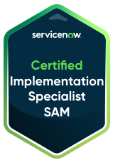 servicenow
Certified
Implementation
Specialist
SAM